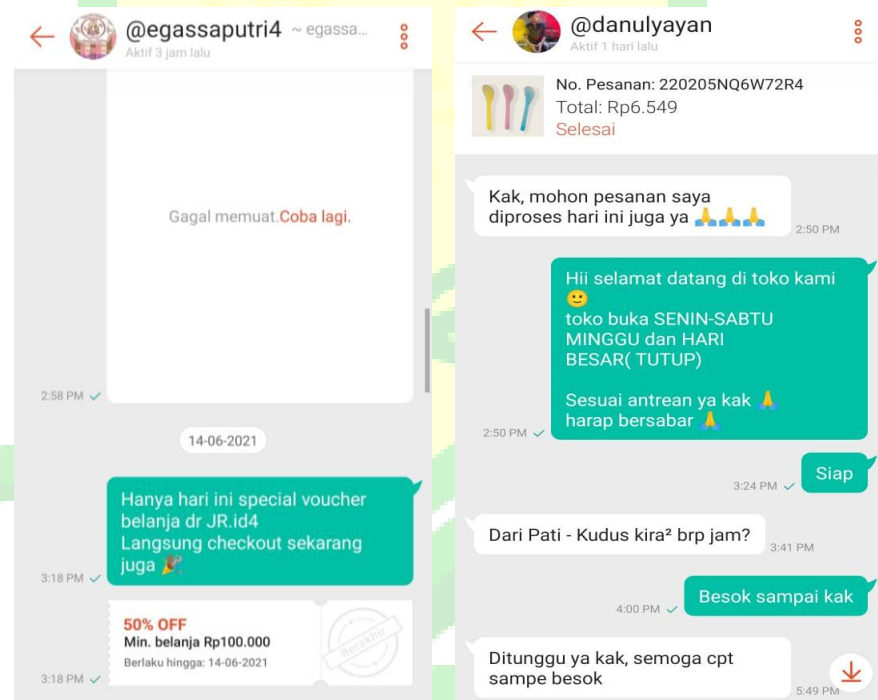 @egassaputri4 ~ egassa...
Aktif 3 jam lalu
Gagal memuat.Coba lagi.
2:58 PM
14-06-2021
Hanya hari ini special voucher
belanja dr JR.id4
Langsung checkout sekarang
juga 🎉
3:18 PM
50% OFF
Min. belanja Rp100.000
Berlaku hingga: 14-06-2021
Berakhir
3:18 PM
@danulyayan
Aktif 1 hari lalu
No. Pesanan: 220205NQ6W72R4
Total: Rp6.549
Selesai
Kak, mohon pesanan saya
diproses hari ini juga ya 🙏🙏🙏
2:50 PM
Hii selamat datang di toko kami
🙂
toko buka SENIN-SABTU
MINGGU dan HARI
BESAR( TUTUP)
Sesuai antrean ya kak 🙏
harap bersabar 🙏
2:50 PM
Siap
3:24 PM
Dari Pati - Kudus kira² brp jam?
3:41 PM
Besok sampai kak
4:00 PM
Ditunggu ya kak, semoga cpt
sampe besok
5:49 PM